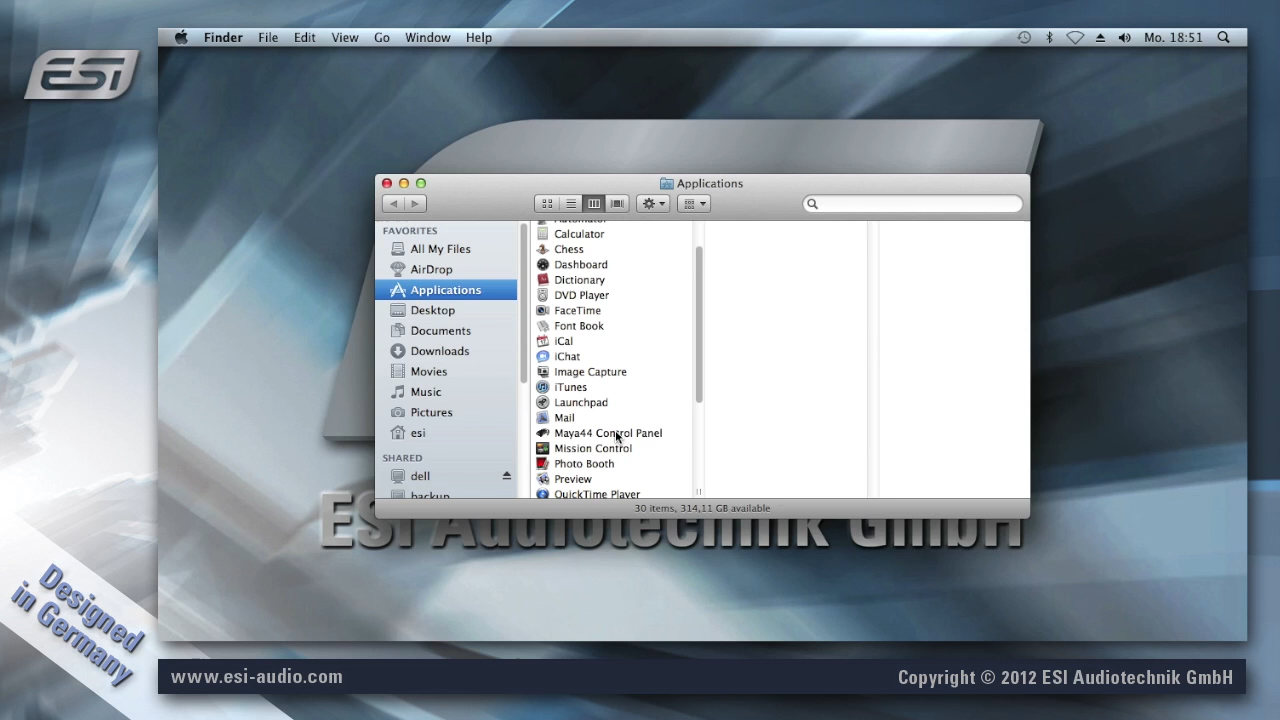 ESI
Finder File Edit View Go Window Help
Mo. 18:51
Applications
FAVORITES
All My Files
AirDrop
Applications
Desktop
Documents
Downloads
Movies
Music
Pictures
esi
SHARED
dell
backup
Automator
Calculator
Chess
Dashboard
Dictionary
DVD Player
FaceTime
Font Book
iCal
iChat
Image Capture
iTunes
Launchpad
Mail
Maya44 Control Panel
Mission Control
Photo Booth
Preview
QuickTime Player
30 items, 314,11 GB available
ESI Audiotechnik GmbH
Designed
in Germany
www.esi-audio.com
Copyright © 2012 ESI Audiotechnik GmbH